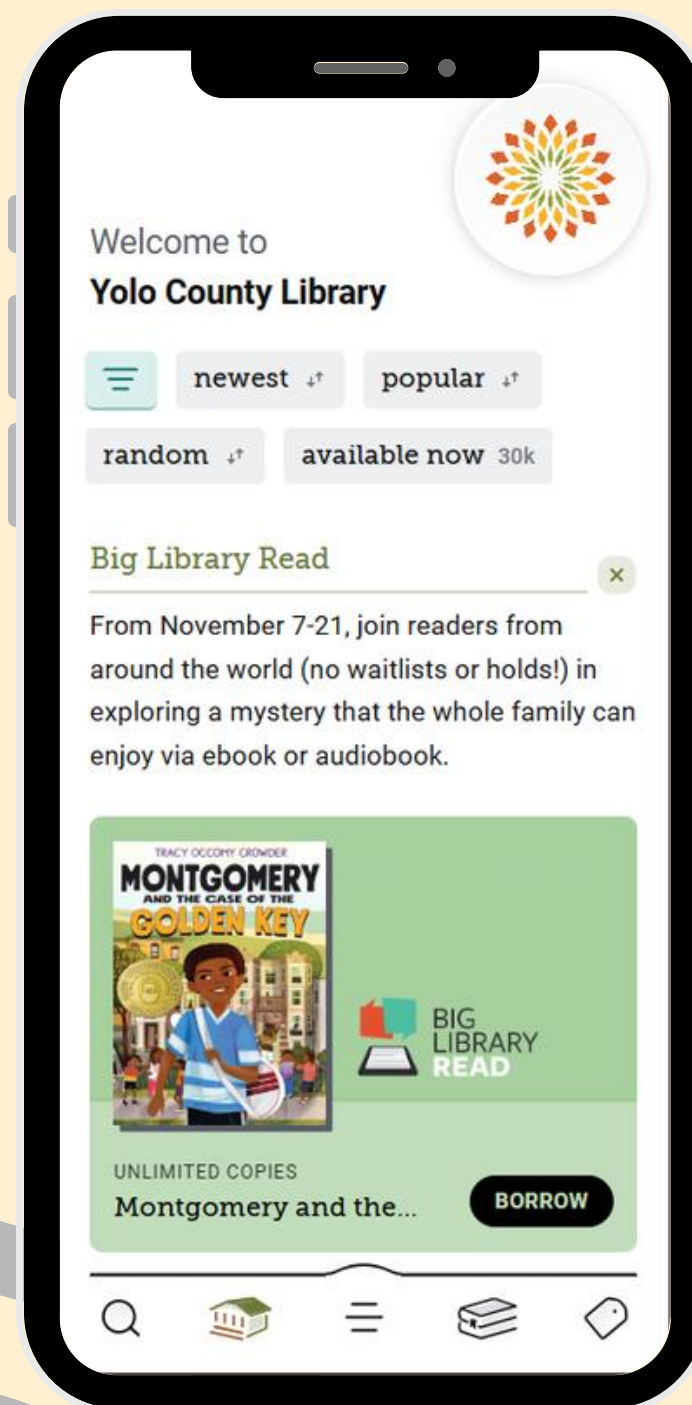 Welcome to
Yolo County Library
newest
popular
random
available now 30k
Big Library Read
From November 7-21, join readers from
around the world (no waitlists or holds!) in
exploring a mystery that the whole family can
enjoy via ebook or audiobook.
TRACY OCCOMY CROWDER
MONTGOMERY
AND THE CASE OF THE
GOLDEN KEY
BIG
LIBRARY
READ
UNLIMITED COPIES
Montgomery and the...
BORROW